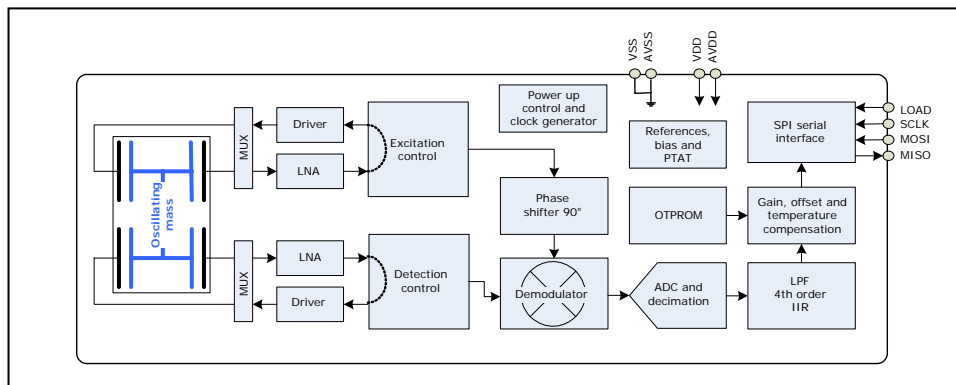 VSS
AVSS
VDD
AVDD
Power up
control and
clock generator
References,
bias and
PTAT
SPI serial
interface
LOAD
SCLK
MOSI
MISO
MUX
Driver
LNA
Excitation
control
Phase
shifter 90°
OTPROM
Gain, offset and
temperature
compensation
Oscillating
mass
MUX
LNA
Driver
Detection
control
Demodulator
ADC and
decimation
LPF
4th order
IIR